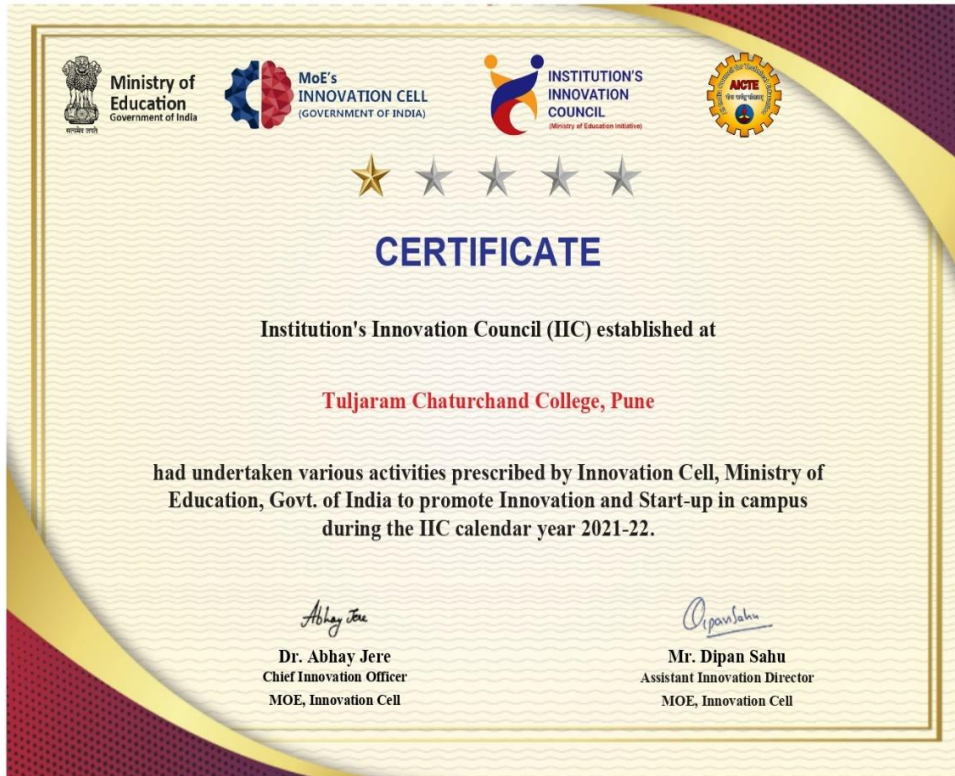 Ministry of
Education
Government of India
सत्यमेव जयते
MoE's
INNOVATION CELL
(GOVERNMENT OF INDIA)
INSTITUTION'S
INNOVATION
COUNCIL
(Ministry of Education Initiative)
AICTE
CERTIFICATE
Institution's Innovation Council (IIC) established at
Tuljaram Chaturchand College, Pune
had undertaken various activities prescribed by Innovation Cell, Ministry of
Education, Govt. of India to promote Innovation and Start-up in campus
during the IIC calendar year 2021-22.
Abhay Jere
DipanSahu
Dr. Abhay Jere
Mr. Dipan Sahu
Chief Innovation Officer
Assistant Innovation Director
MOE, Innovation Cell
MOE, Innovation Cell